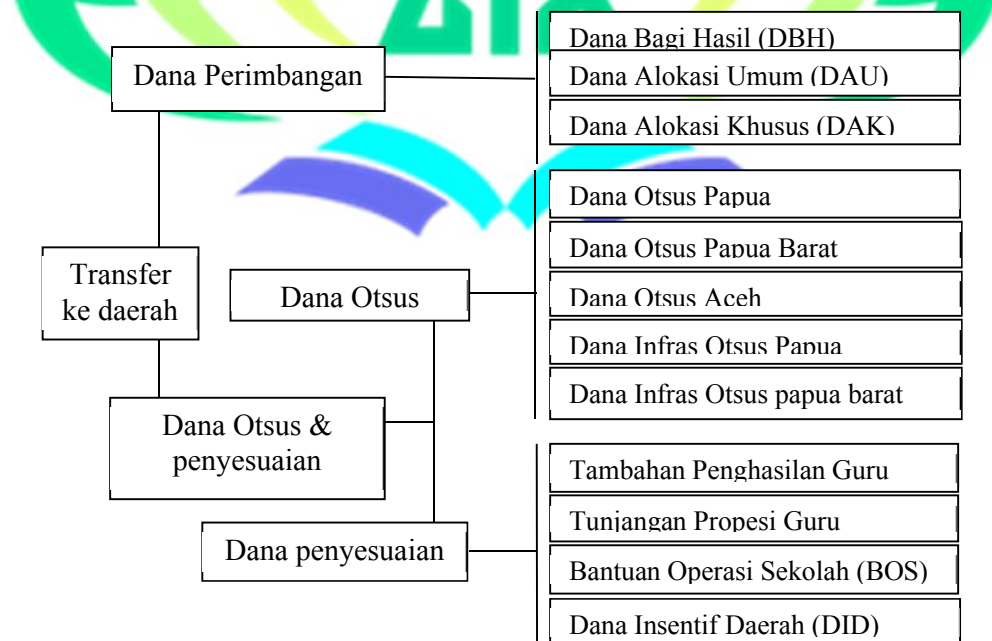 Dana Perimbangan
Dana Bagi Hasil (DBH)
Dana Alokasi Umum (DAU)
Dana Alokasi Khusus (DAK)
Transfer
ke daerah
Dana Otsus
Dana Otsus Papua
Dana Otsus Papua Barat
Dana Otsus Aceh
Dana Infras Otsus Papua
Dana Infras Otsus papua barat
Dana Otsus &
penyesuaian
Dana penyesuaian
Tambahan Penghasilan Guru
Tunjangan Propesi Guru
Bantuan Operasi Sekolah (BOS)
Dana Insentif Daerah (DID)